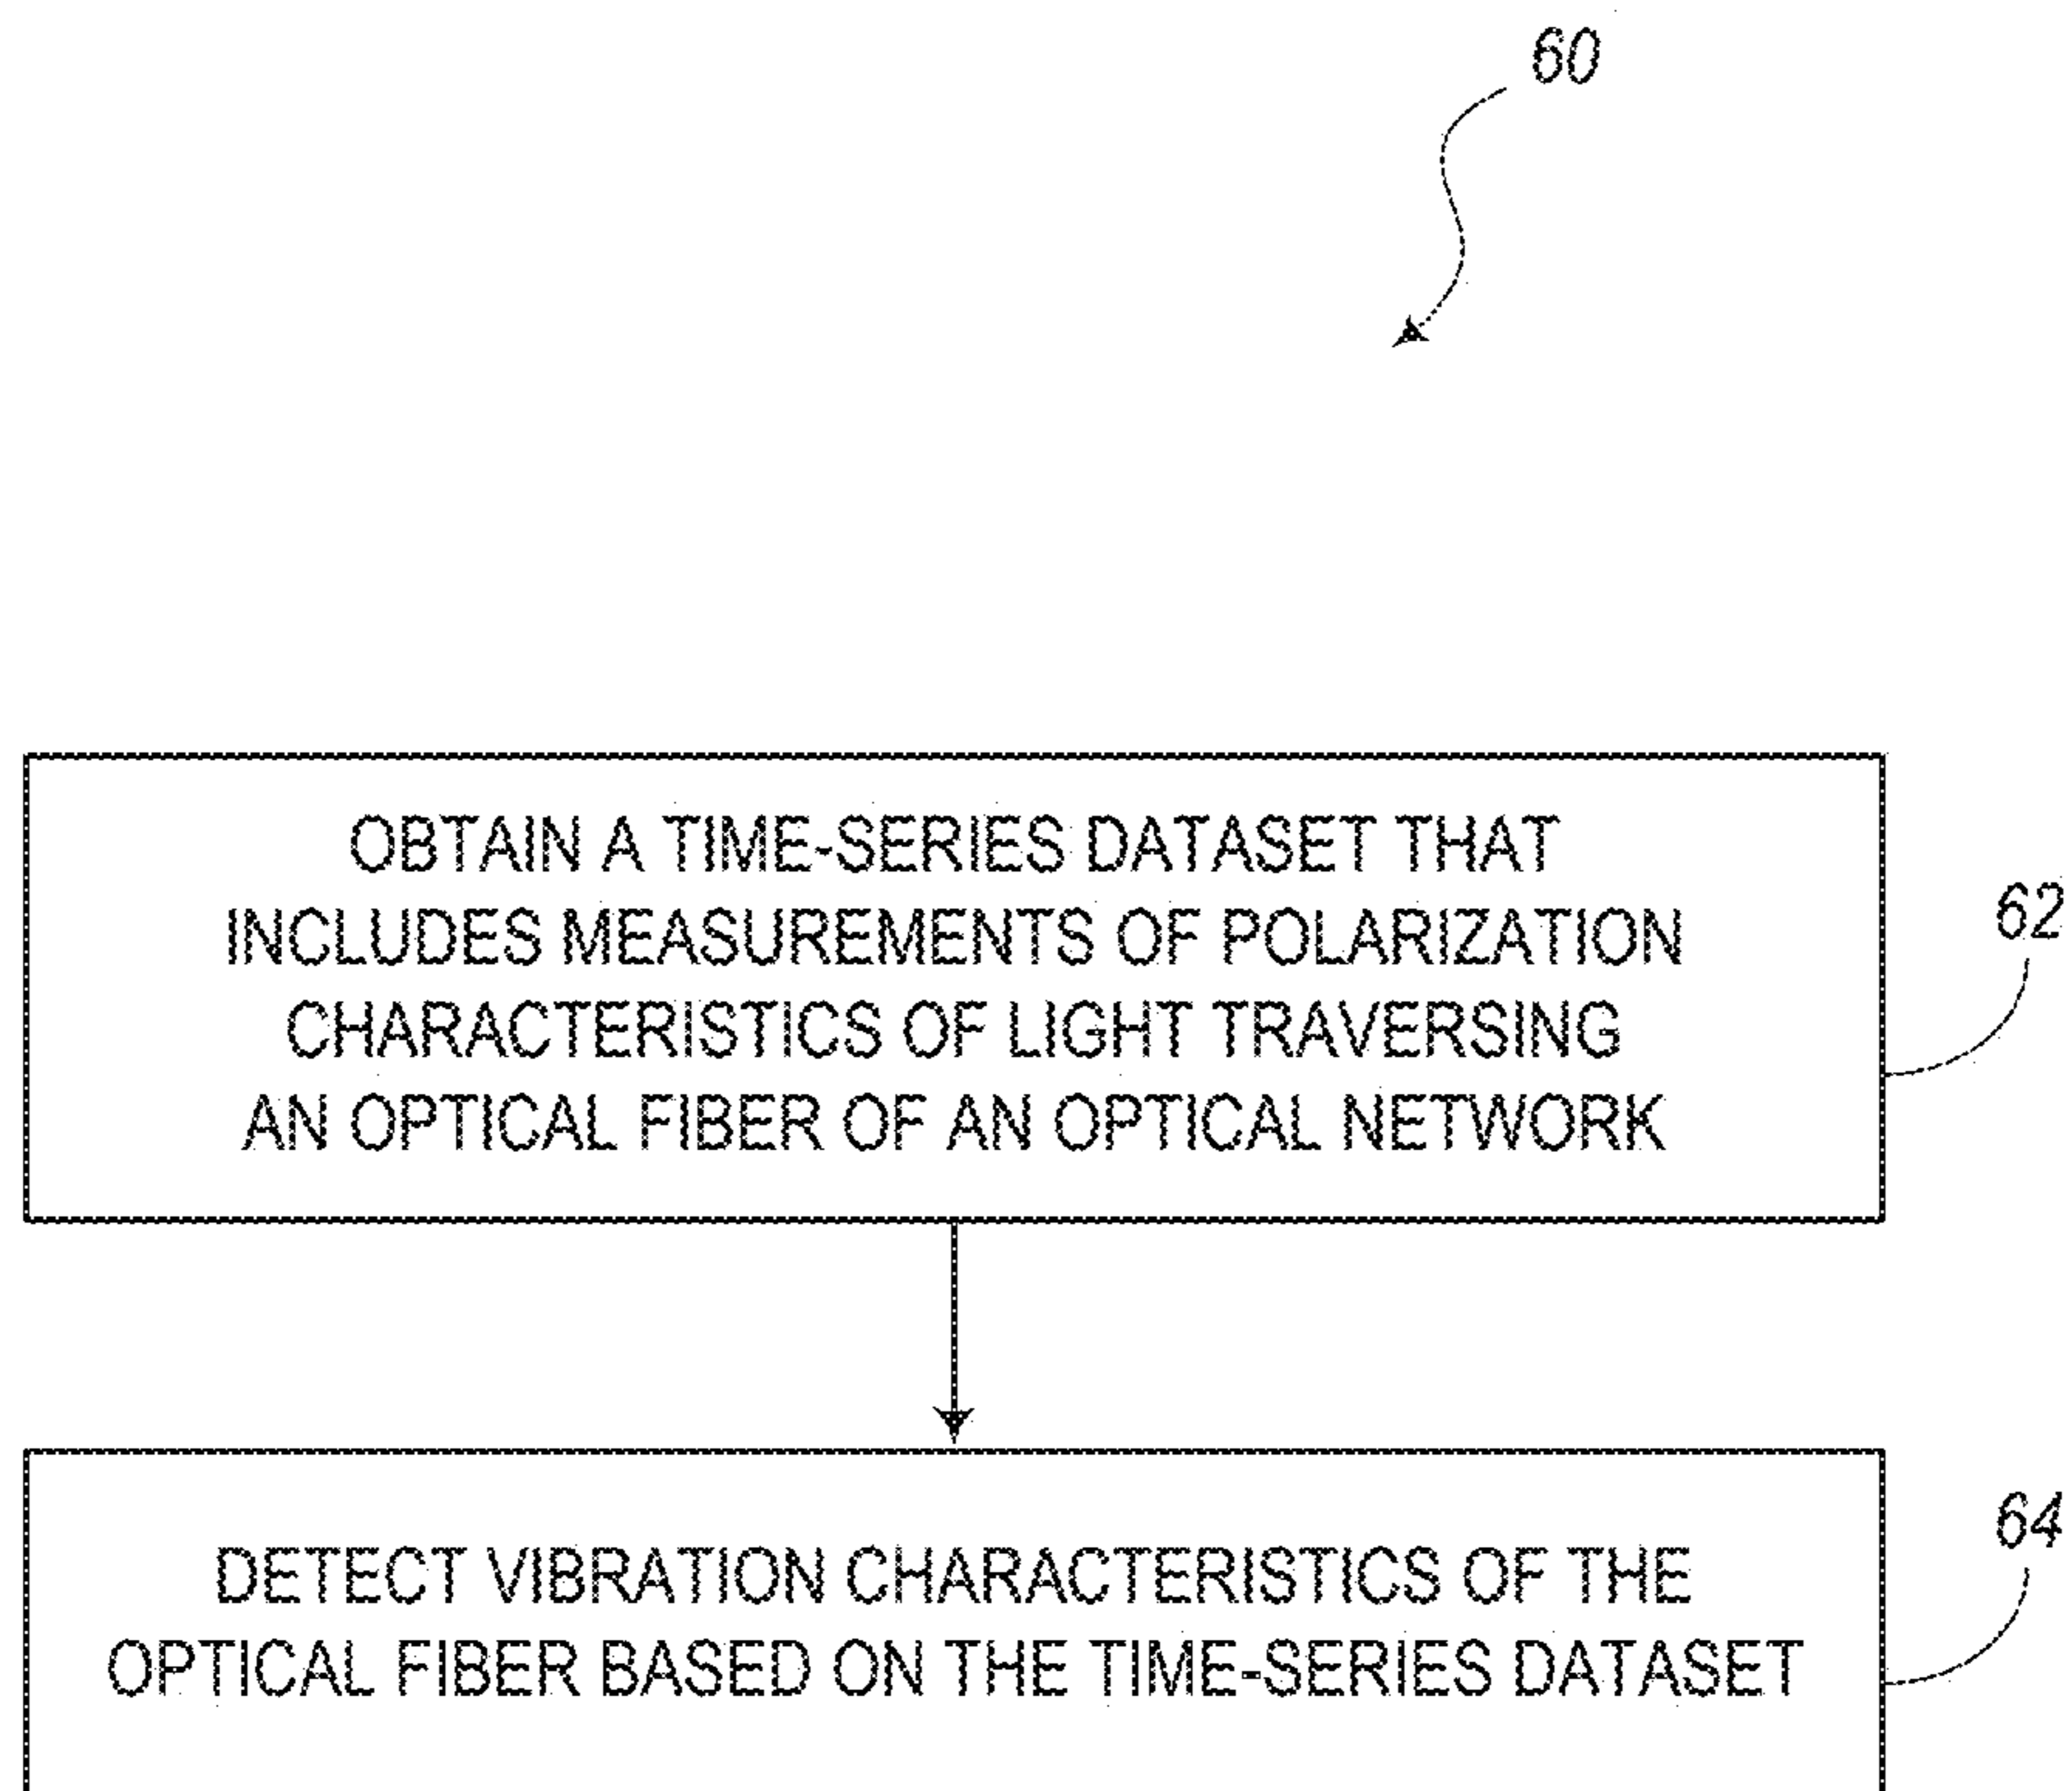 60
OBTAIN A TIME-SERIES DATASET THAT
INCLUDES MEASUREMENTS OF POLARIZATION
CHARACTERISTICS OF LIGHT TRAVERSING
AN OPTICAL FIBER OF AN OPTICAL NETWORK
62
DETECT VIBRATION CHARACTERISTICS OF THE
OPTICAL FIBER BASED ON THE TIME-SERIES DATASET
64